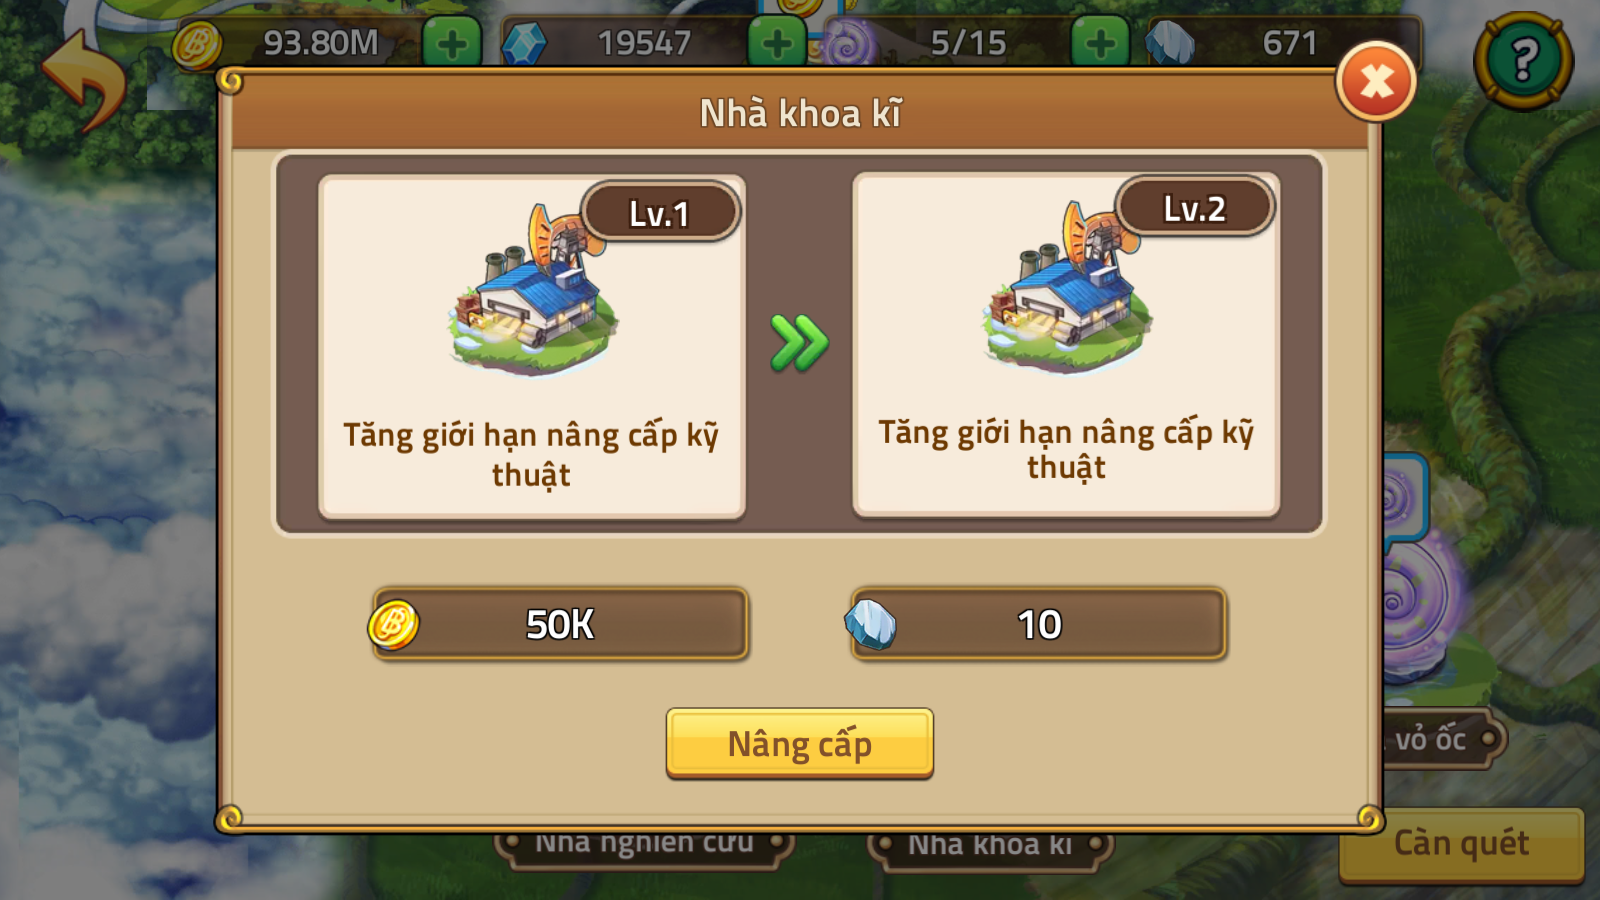 93.80M
19547
5/15
671
Nhà khoa kĩ
Lv.1
Lv.2
Tăng giới hạn nâng cấp kỹ
thuật
Tăng giới hạn nâng cấp kỹ
thuật
50K
10
Nâng cấp
vỏ ốc
Nhà nghiên cứu
Nhà khoa kĩ
Càn quét